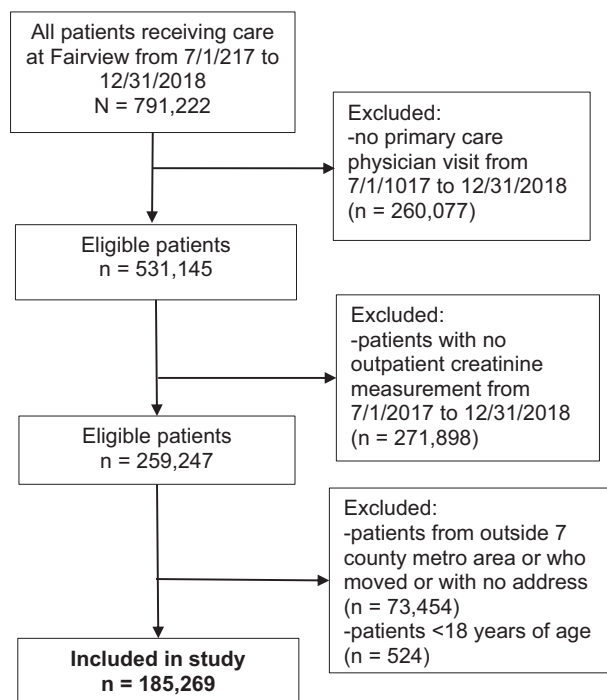 All patients receiving care
at Fairview from 7/1/217 to
12/31/2018
N = 791,222
Excluded:
-no primary care
physician visit from
7/1/1017 to 12/31/2018
(n = 260,077)
Eligible patients
n = 531,145
Excluded:
-patients with no
outpatient creatinine
measurement from
7/1/2017 to 12/31/2018
(n = 271,898)
Eligible patients
n = 259,247
Excluded:
-patients from outside 7
county metro area or who
moved or with no address
(n = 73,454)
-patients <18 years of age
(n = 524)
Included in study
n = 185,269